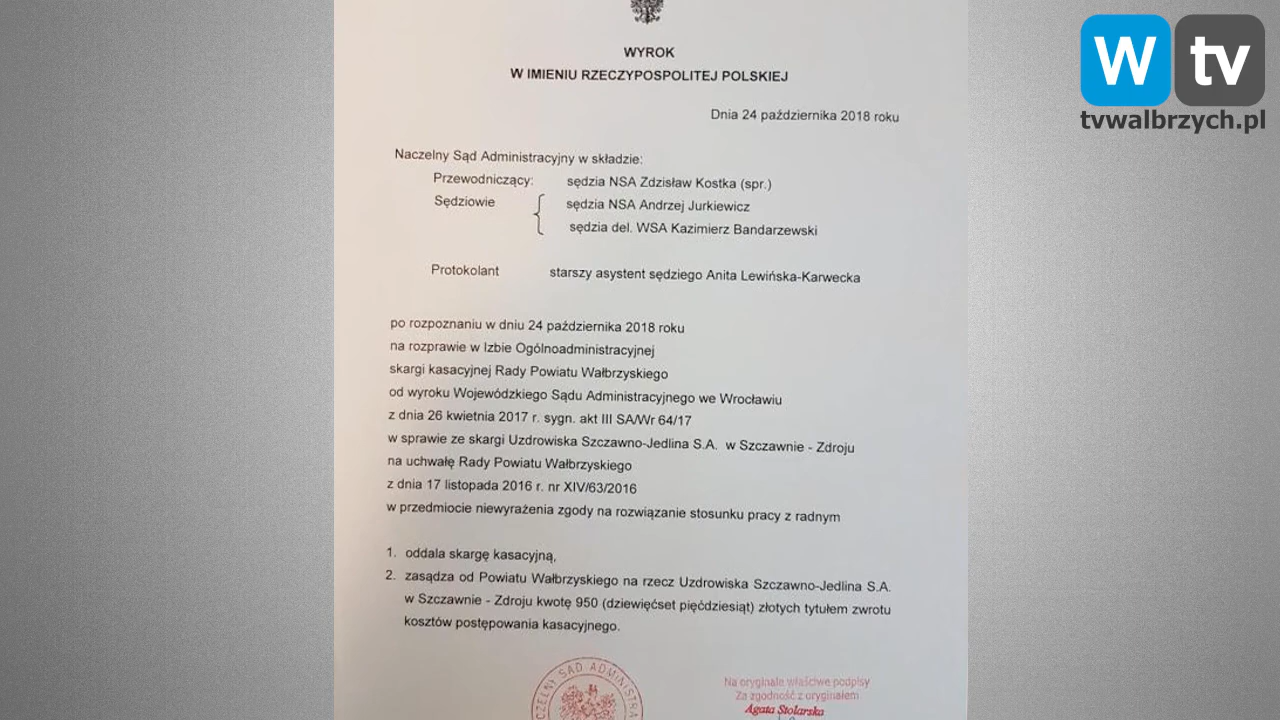 W tv
tvwalbrzych.pl
WYROK
W IMIENIU RZECZYPOSPOLITEJ POLSKIEJ
Dnia 24 października 2018 roku
Naczelny Sąd Administracyjny w składzie:
Przewodniczący: sędzia NSA Zdzisław Kostka (spr.)
Sędziowie sędzia NSA Andrzej Jurkiewicz
sędzia del. WSA Kazimierz Bandarzewski
Protokolant starszy asystent sędziego Anita Lewińska-Karwecka
po rozpoznaniu w dniu 24 października 2018 roku
na rozprawie w Izbie Ogólnoadministracyjnej
skargi kasacyjnej Rady Powiatu Wałbrzyskiego
od wyroku Wojewódzkiego Sądu Administracyjnego we Wrocławiu
z dnia 26 kwietnia 2017 r. sygn. akt III SA/Wr 64/17
w sprawie ze skargi Uzdrowiska Szczawno-Jedlina S.A. w Szczawnie - Zdroju
na uchwałę Rady Powiatu Wałbrzyskiego
z dnia 17 listopada 2016 r. nr XIV/63/2016
w przedmiocie niewyrażenia zgody na rozwiązanie stosunku pracy z radnym
1. oddala skargę kasacyjną,
2. zasądza od Powiatu Wałbrzyskiego na rzecz Uzdrowiska Szczawno-Jedlina S.A.
w Szczawnie - Zdroju kwotę 950 (dziewięćset pięćdziesiąt) złotych tytułem zwrotu
kosztów postępowania kasacyjnego.
Na oryginale właściwe podpisy
Za zgodność z oryginałem
Agata Stolarska